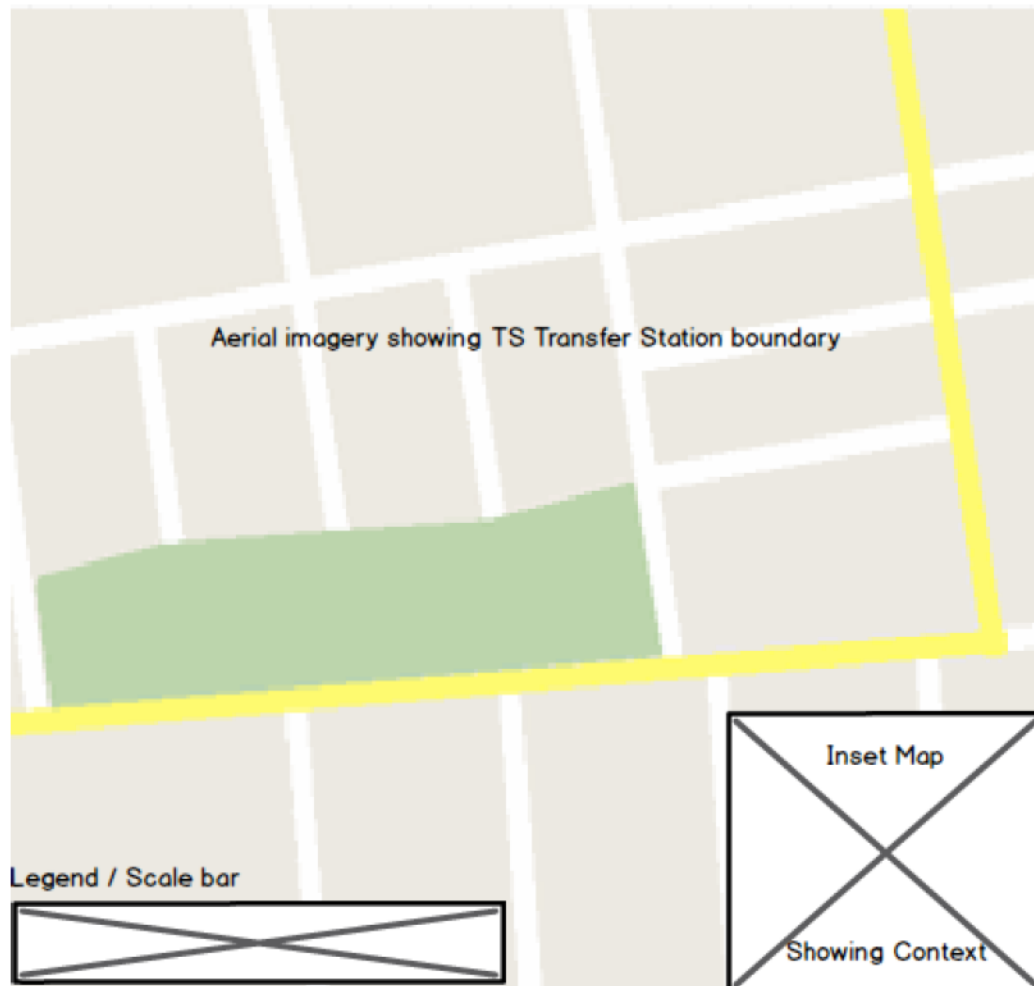 Aerial imagery showing TS Transfer Station boundary
Inset Map
Legend / Scale bar
Showing Context